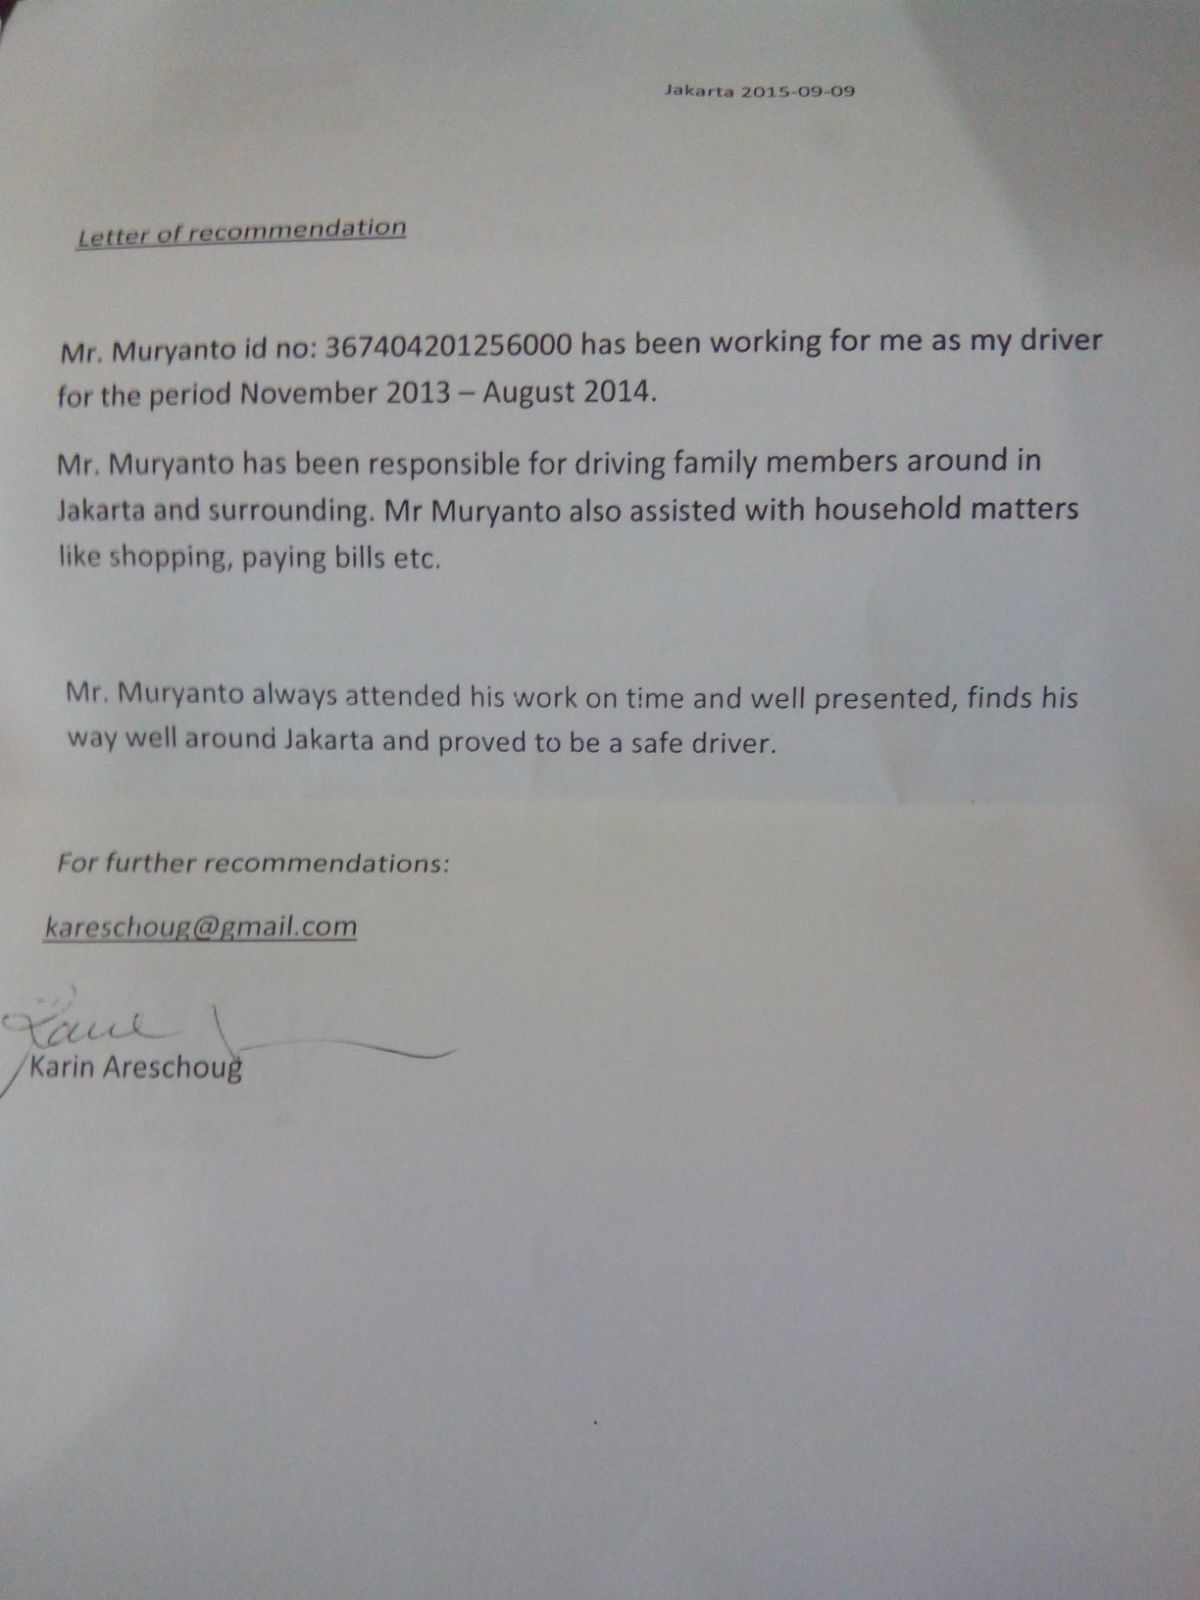 Jakarta 2015-09-09
Letter of recommendation
Mr. Muryanto id no: 367404201256000 has been working for me as my driver
for the period November 2013 – August 2014.
Mr. Muryanto has been responsible for driving family members around in
Jakarta and surrounding. Mr Muryanto also assisted with household matters
like shopping, paying bills etc.
Mr. Muryanto always attended his work on time and well presented, finds his
way well around Jakarta and proved to be a safe driver.
For further recommendations:
kareschoug@gmail.com
Karin Areschoug